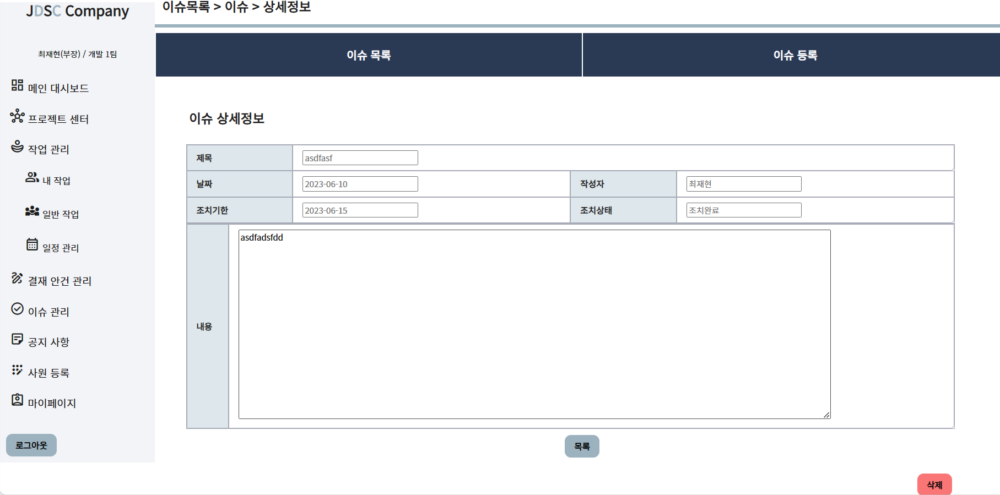 JDSC Company
최재현(부장) / 개발 1팀
메인 대시보드
프로젝트 센터
작업 관리
내 작업
일반 작업
일정 관리
결재 안건 관리
이슈 관리
공지 사항
사원 등록
마이페이지
로그아웃
이슈목록 > 이슈 > 상세정보
이슈 목록
이슈 등록
이슈 상세정보
제목 asdfasf
날짜 2023-06-10 작성자 최재현
조치기한 2023-06-15 조치상태 조치완료
내용 asdfadsfdd
목록
삭제